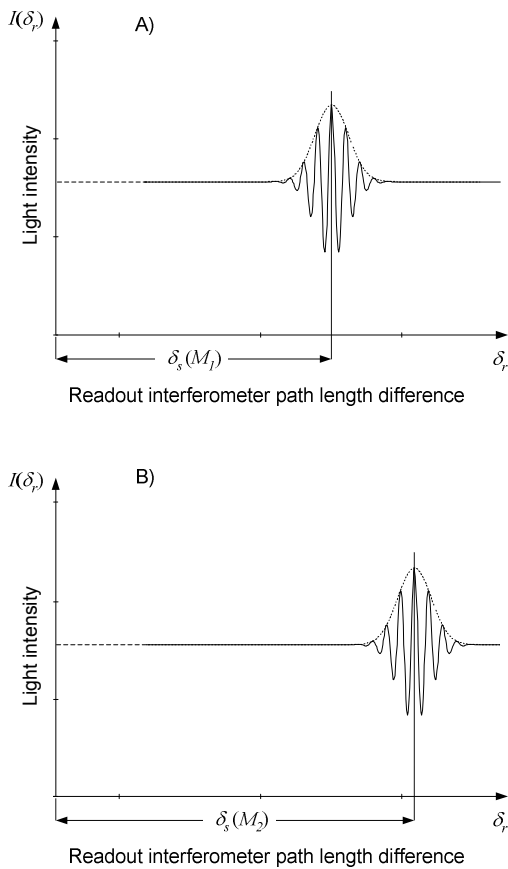 I(δr) A)
Light intensity
δs(M1) δr
Readout interferometer path length difference
I(δr) B)
Light intensity
δs(M2) δr
Readout interferometer path length difference